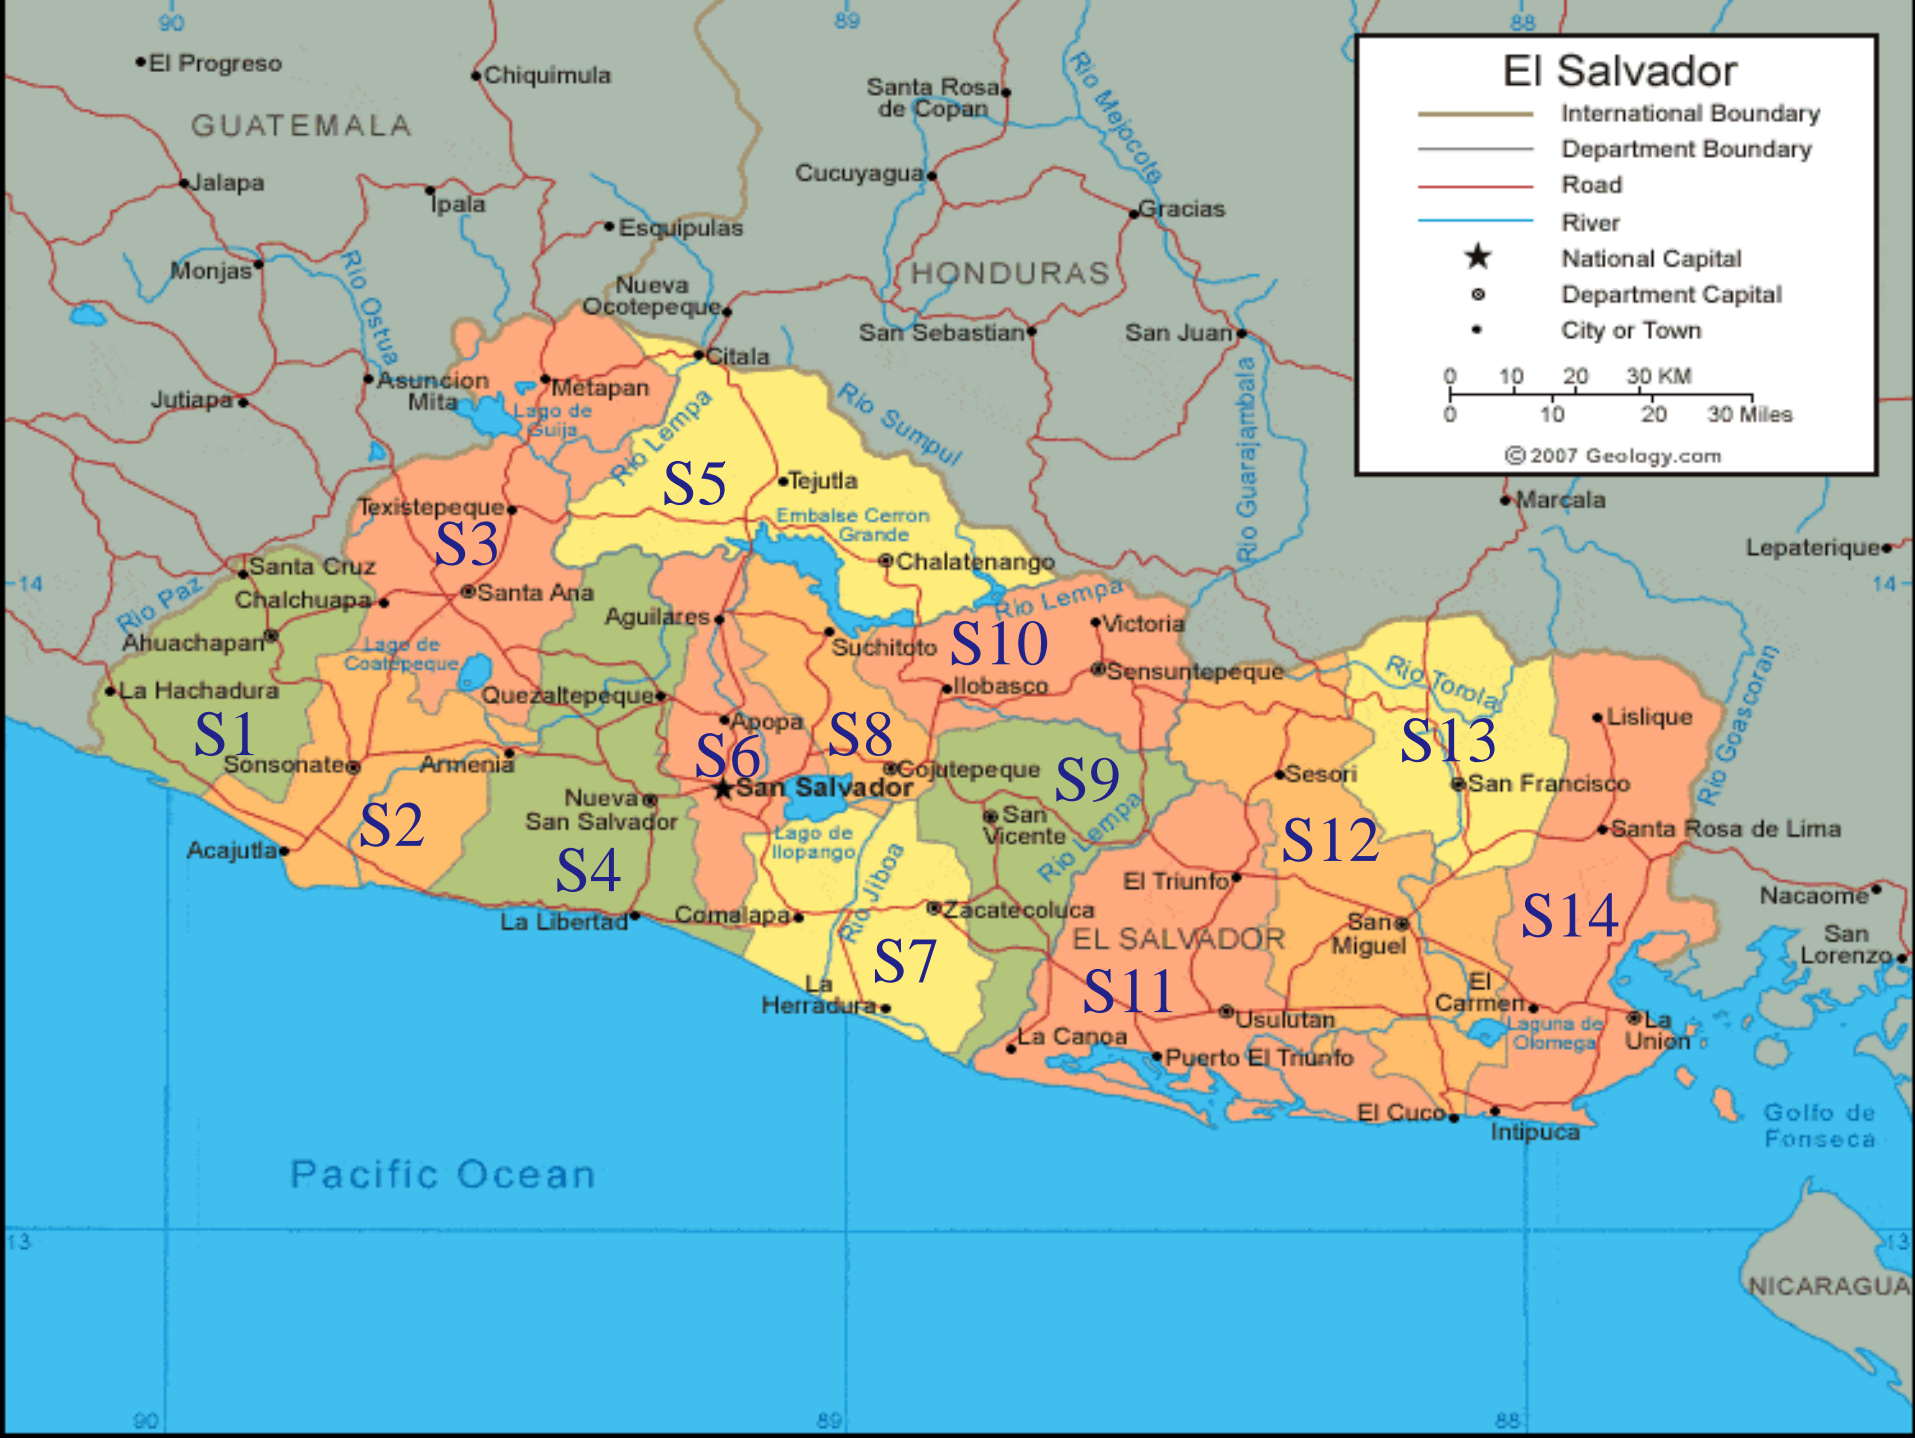 90
89
88
El Progreso
Chiquimula
GUATEMALA
Santa Rosa
de Copan
Rio Mejocote
Cucuyagua
Jalapa
Ipala
Gracias
Esquipulas
Monjas
Rio Ostua
HONDURAS
Nueva
Ocotepeque
San Sebastian
San Juan
El Salvador
International Boundary
Department Boundary
Road
River
National Capital
Department Capital
City or Town
0 10 20 30 KM
0 10 20 30 Miles
© 2007 Geology.com
Citala
Asuncion
Mita
Metapan
Jutiapa
Lago de
Guija
Rio Lempa
Rio Sumpul
Rio Guarajambala
S5
Tejutla
Marcala
Texistepeque
S3
Embalse Cerron
Grande
Lepaterique
Chalatenango
14
14
Santa Cruz
Rio Paz
Chalchuapa
Santa Ana
Aguilares
Rio Lempa
Victoria
Ahuachapan
Lago de
Coatepeque
Suchitoto
S10
Sensuntepeque
Rio Torola
Rio Goascoran
La Hachadura
Quezaltepeque
Ilobasco
S1
Apopa
S8
S13
Lislique
Sonsonate
Armenia
S6
Cojutepeque
S9
Sesori
San Francisco
San Salvador
Nueva
San Salvador
San
Vicente
Rio Lempa
S2
Lago de
Ilopango
S12
Santa Rosa de Lima
Acajutla
S4
Rio Jiboa
El Triunfo
Nacaome
La Libertad
Comalapa
Zacatecoluca
EL SALVADOR
San
Miguel
S14
San
Lorenzo
S7
La
Herradura
S11
El
Carmen
Usulutan
Laguna de
Olomega
La
Union
La Canoa
Puerto El Triunfo
El Cuco
Intipuca
Golfo de
Fonseca
Pacific Ocean
13
13
NICARAGUA
90
89
88